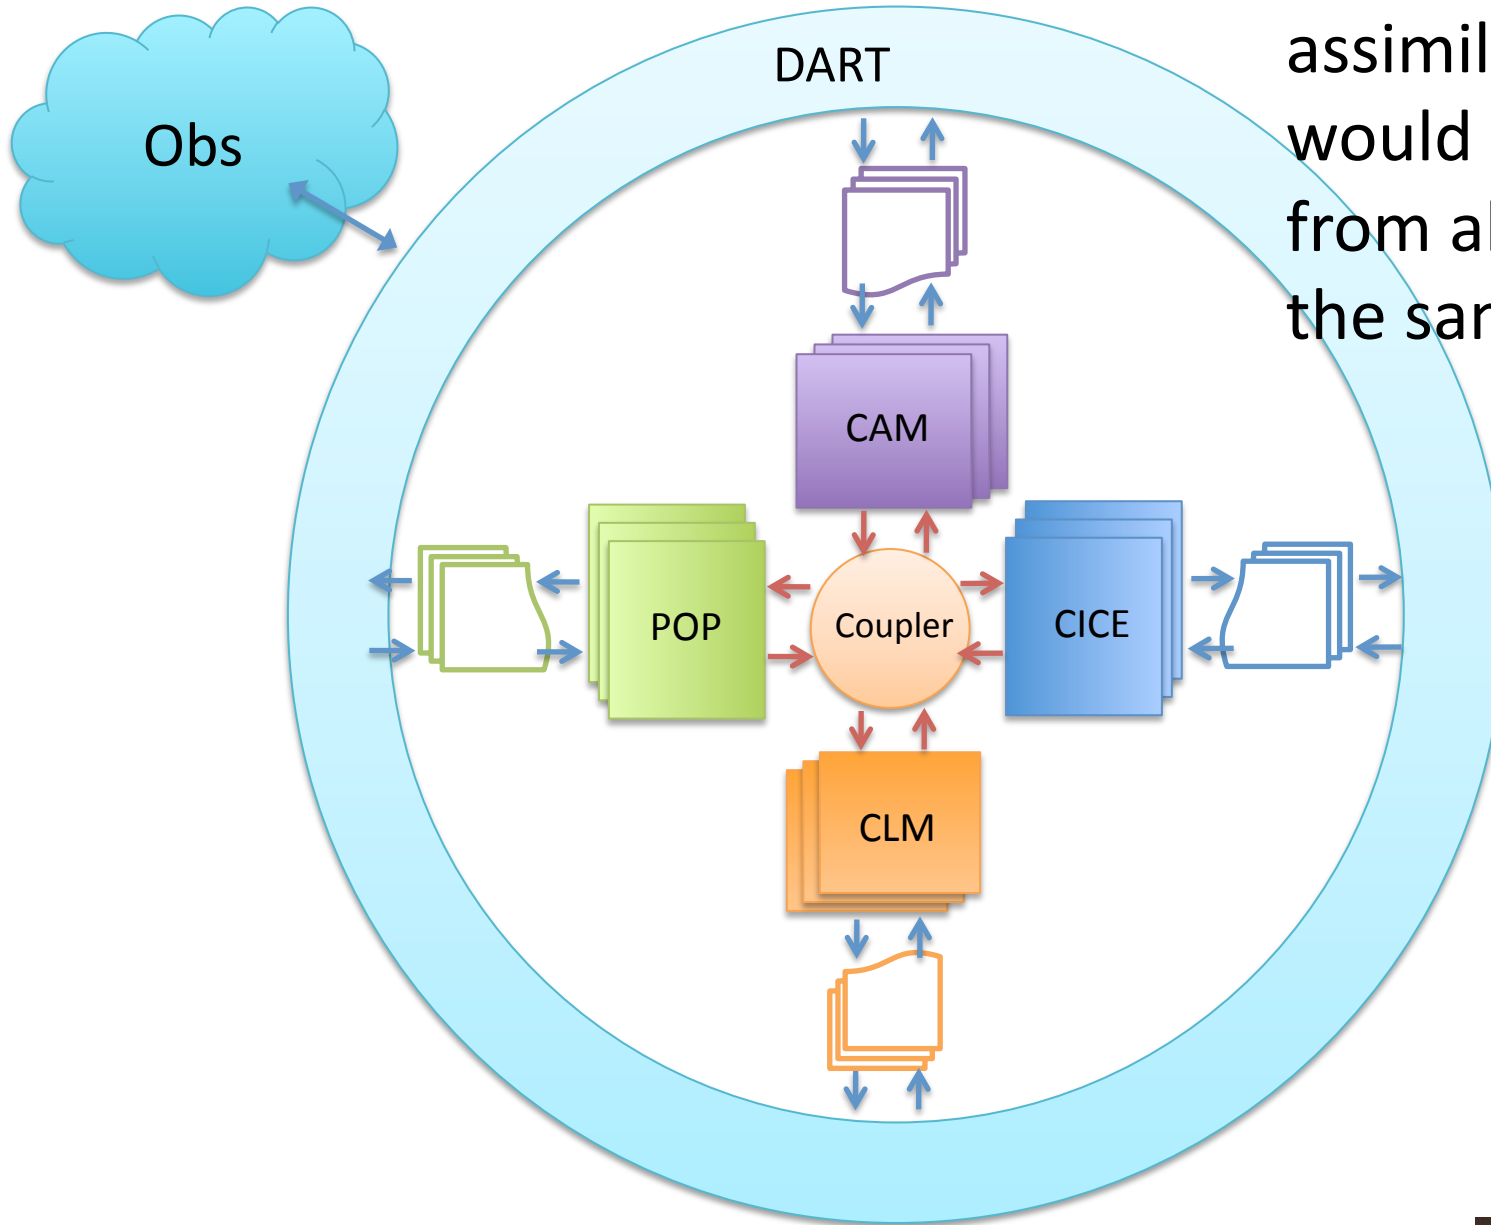 DART
assimil
would
from al
the sar
Obs
CAM
POP
Coupler
CICE
CLM